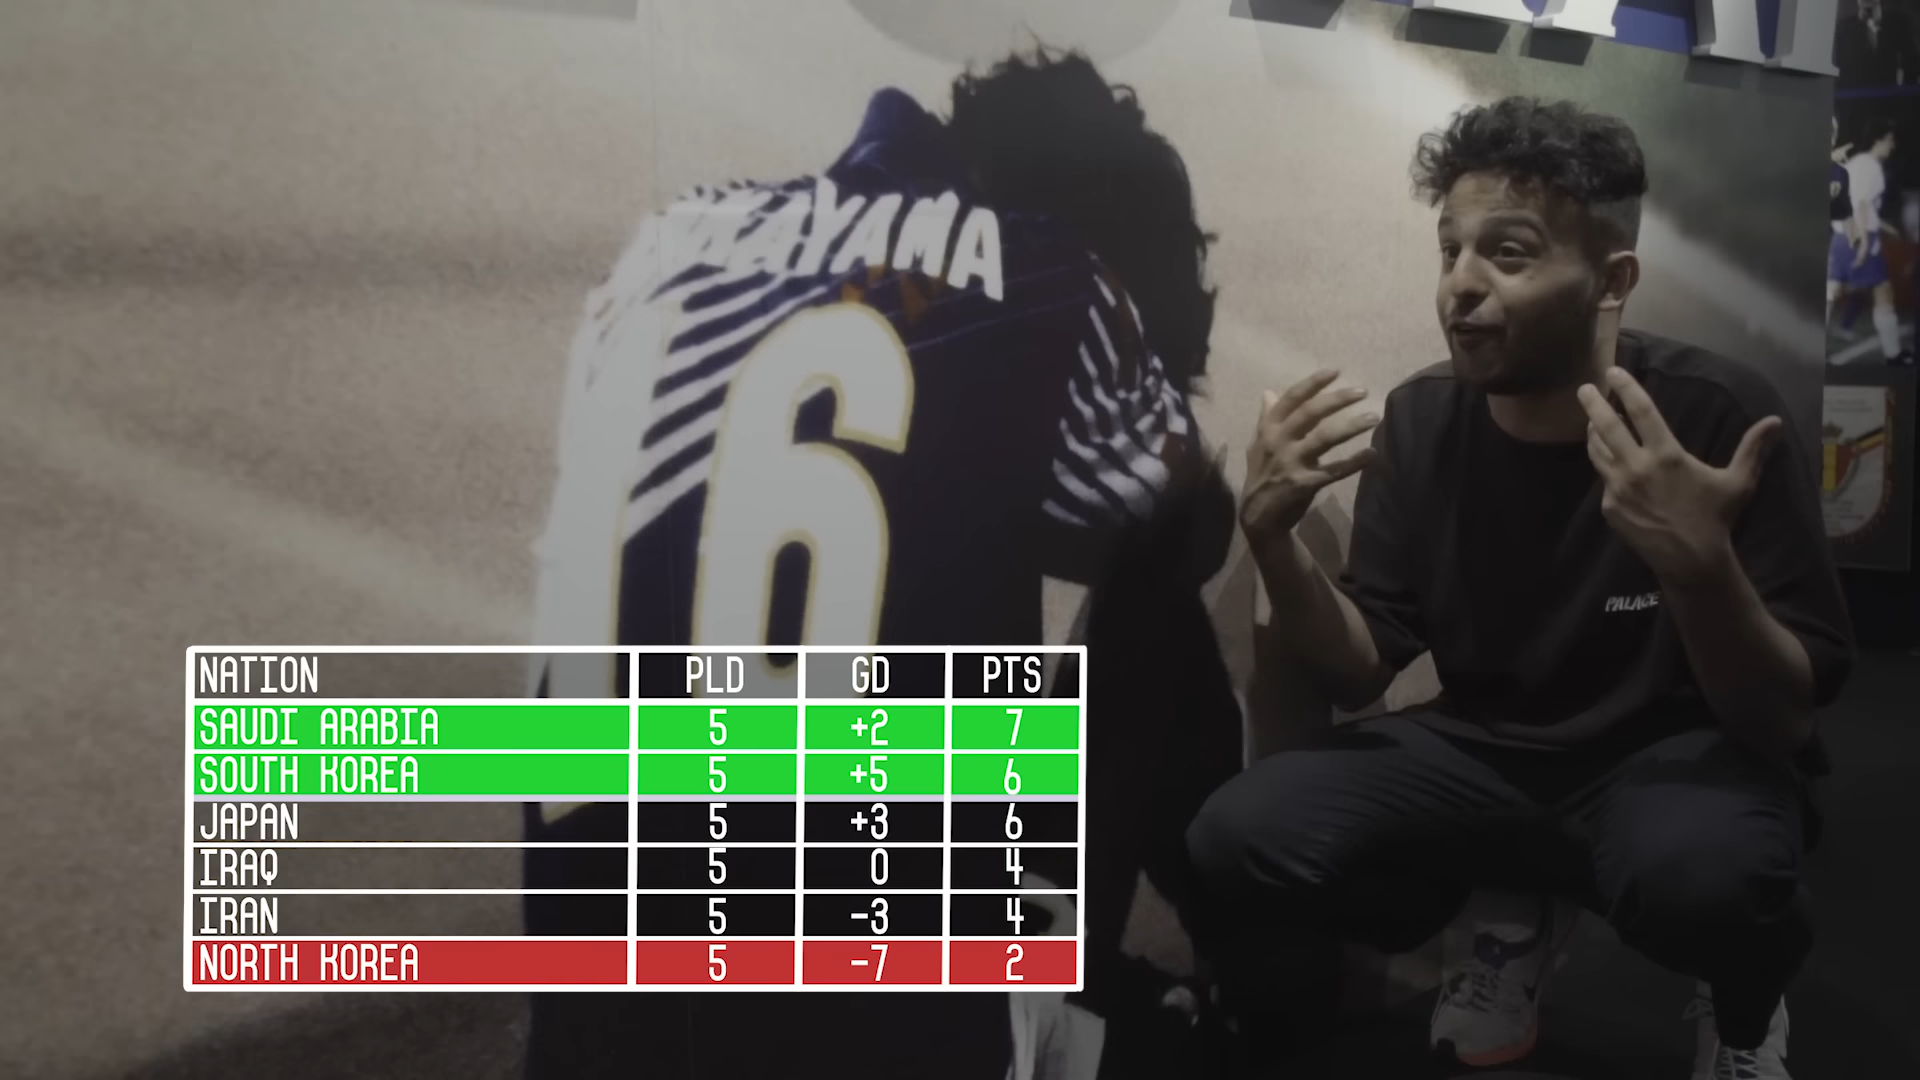 6
PALACE
NATION PLD GD PTS
SAUDI ARABIA 5 +2 7
SOUTH KOREA 5 +5 6
JAPAN 5 +3 6
IRAQ 5 0 4
IRAN 5 -3 4
NORTH KOREA 5 -7 2